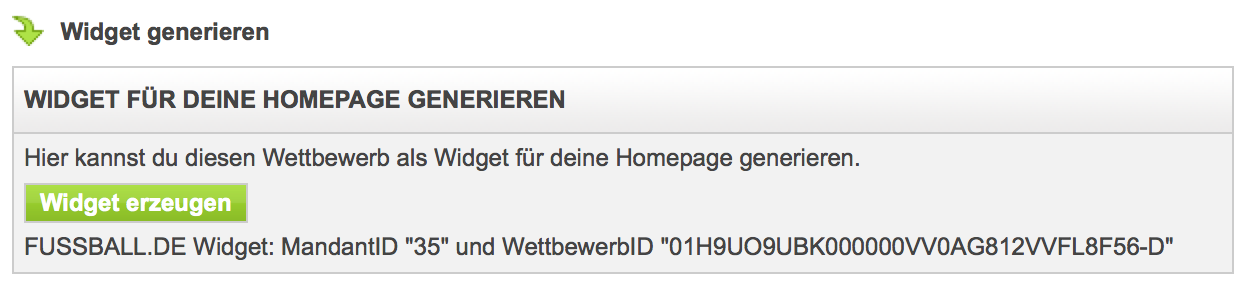 Widget generieren
WIDGET FÜR DEINE HOMEPAGE GENERIEREN
Hier kannst du diesen Wettbewerb als Widget für deine Homepage generieren.
Widget erzeugen
FUSSBALL.DE Widget: MandantID "35" und WettbewerbID "01H9UO9UBK000000VV0AG812VVFL8F56-D"